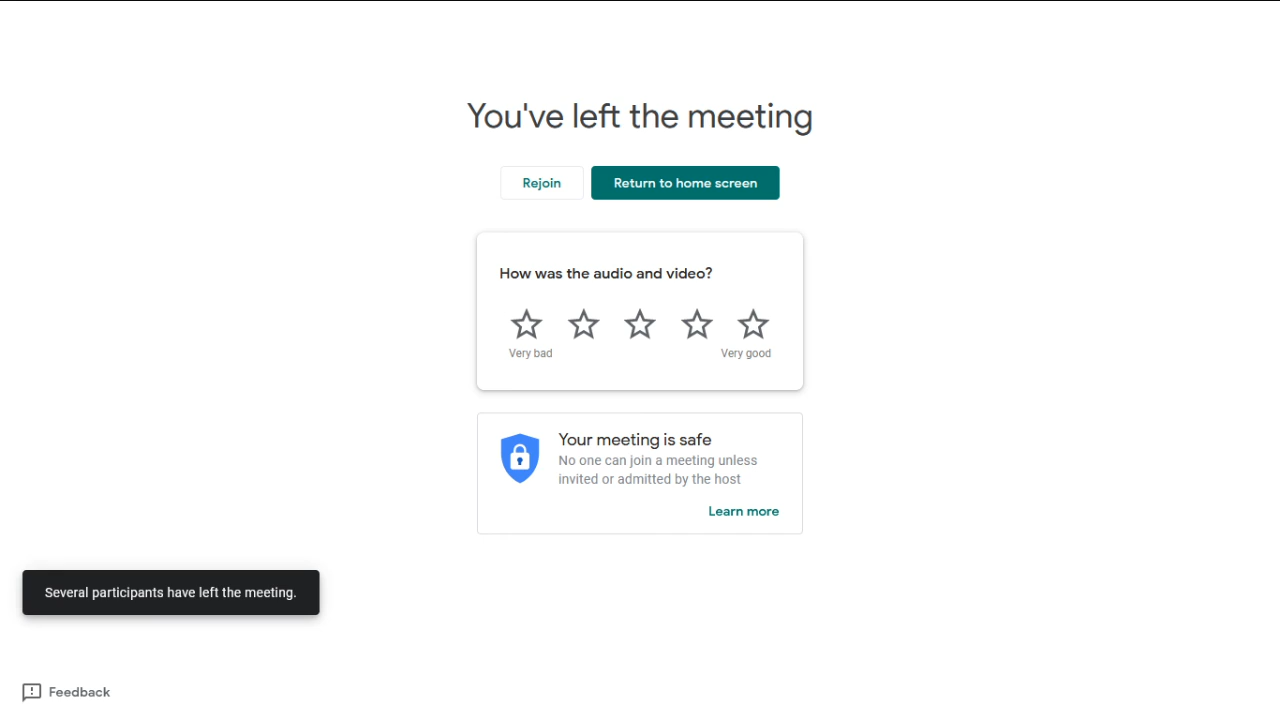 You've left the meeting
Rejoin
Return to home screen
How was the audio and video?
Very bad
Very good
Your meeting is safe
No one can join a meeting unless
invited or admitted by the host
Learn more
Several participants have left the meeting.
Feedback